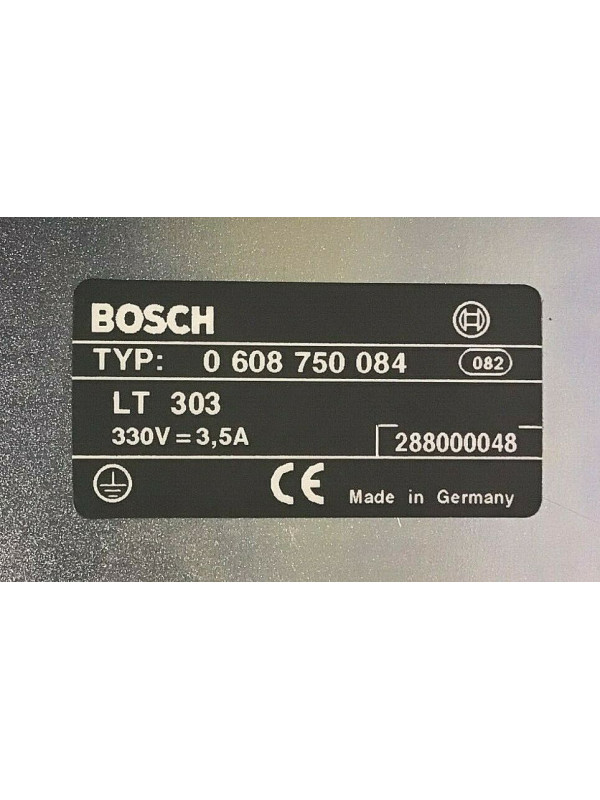 BOSCH
TYP: 0 608 750 084 082
LT 303
330V = 3,5A 288000048
CE Made in Germany